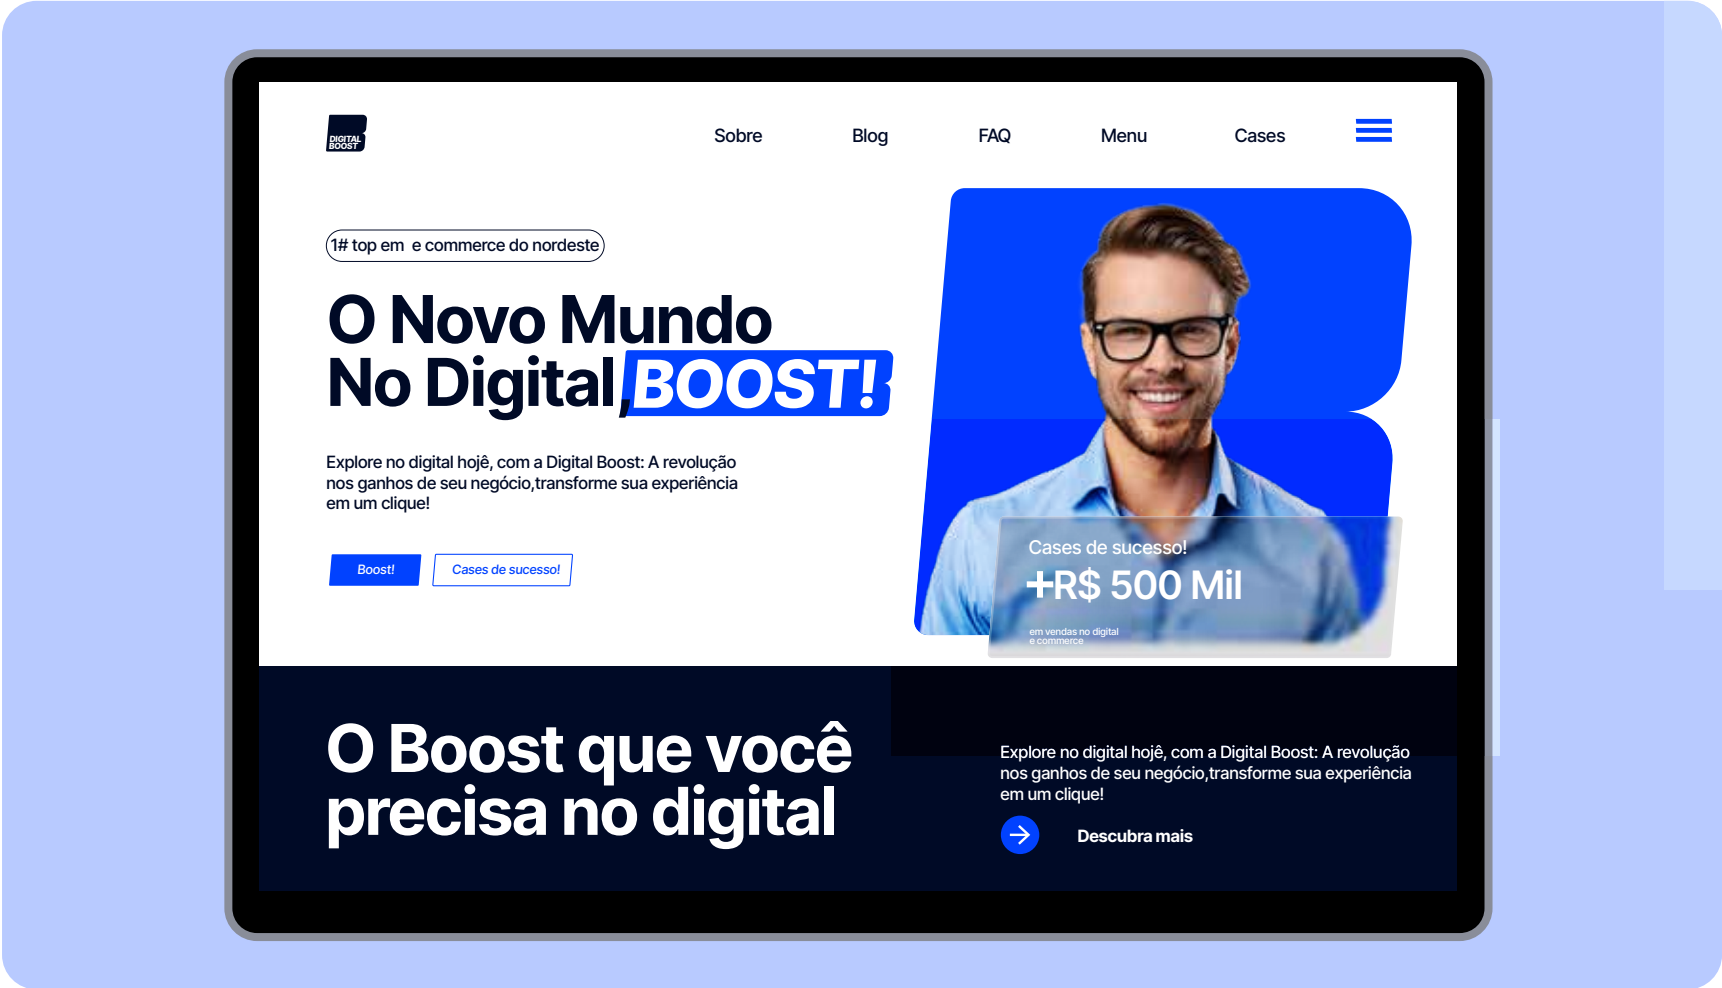 DIGITAL
BOOST
Sobre
Blog
FAQ
Menu
Cases
1# top em  e commerce do nordeste
O Novo Mundo
No Digital,BOOST!
Explore no digital hojê, com a Digital Boost: A revolução
nos ganhos de seu negócio,transforme sua experiência
em um clique!
Boost!
Cases de sucesso!
Cases de sucesso!
+R$ 500 Mil
em vendas no digital
e commerce
O Boost que você
precisa no digital
Explore no digital hojê, com a Digital Boost: A revolução
nos ganhos de seu negócio,transforme sua experiência
em um clique!
Descubra mais